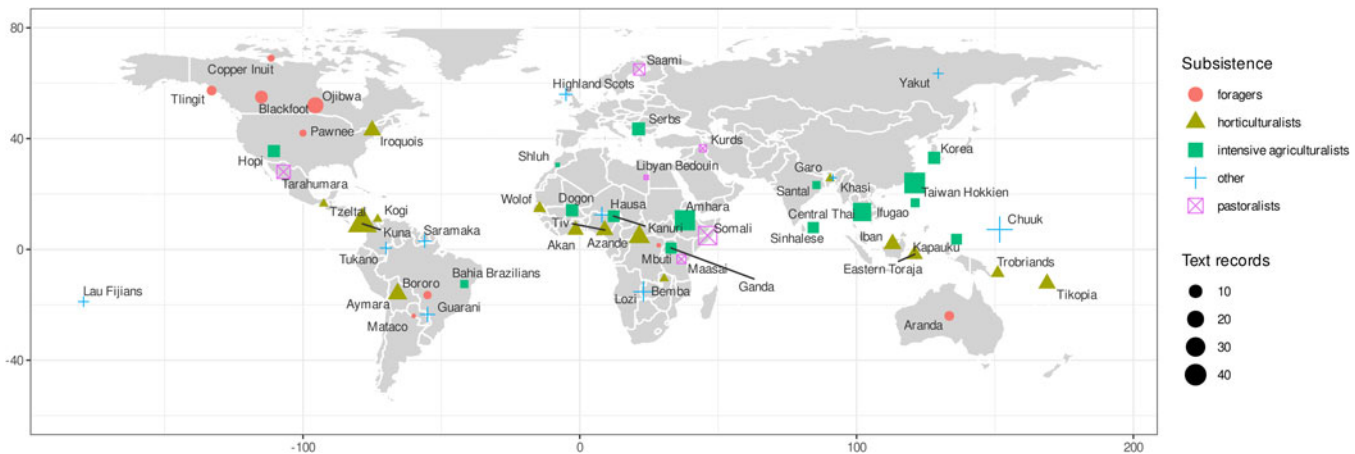 80
40
0
-40
-100
0
100
200
Copper Inuit
Tlingit
Blackfoot
Ojibwa
Pawnee
Iroquois
Hopi
Tarahumara
Tzeltal
Kogi
Kuna
Saramaka
Tukano
Bahia Brazilians
Bororo
Aymara
Guarani
Mataco
Lau Fijians
Saami
Highland Scots
Serbs
Kurds
Shluh
Libyan Bedouin
Wolof
Dogon
Hausa
Amhara
Tiv
Kanuri
Somali
Akan
Azande
Mbuti
Maasai
Ganda
Lozi
Bemba
Yakut
Garo
Korea
Santal
Khasi
Taiwan Hokkien
Central Thai
Ifugao
Chuuk
Sinhalese
Iban
Kapauku
Eastern Toraja
Trobriands
Tikopia
Aranda
Subsistence
foragers
horticulturalists
intensive agriculturalists
other
pastoralists
Text records
10
20
30
40